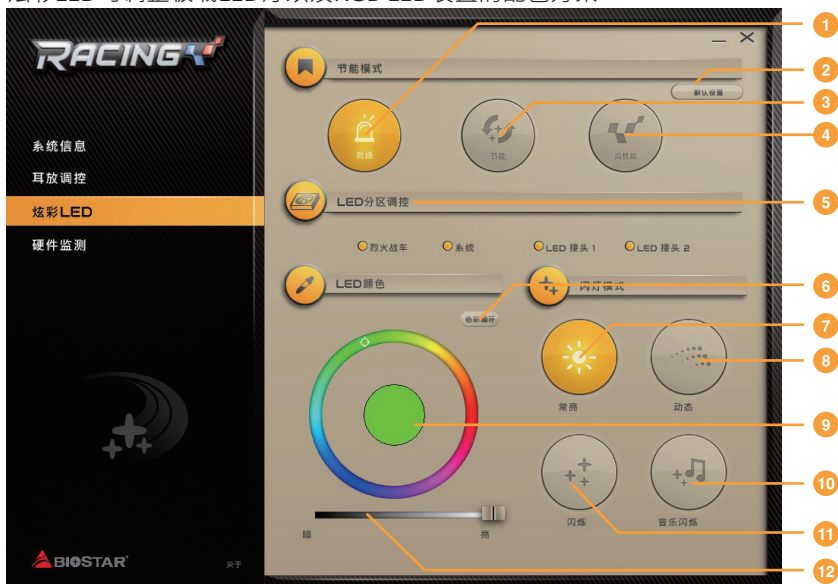 RACING
系统信息
耳放调控
炫彩LED
硬件监测
BIOSTAR
关于
节能模式
默认设置
普通
节能
高性能
LED分区调控
烈火战车
系统
LED 接头 1
LED 接头 2
LED颜色
色彩循环
暗
亮
闪灯模式
常亮
动态
闪烁
音乐闪烁
1
2
3
4
5
6
7
8
9
10
11
12